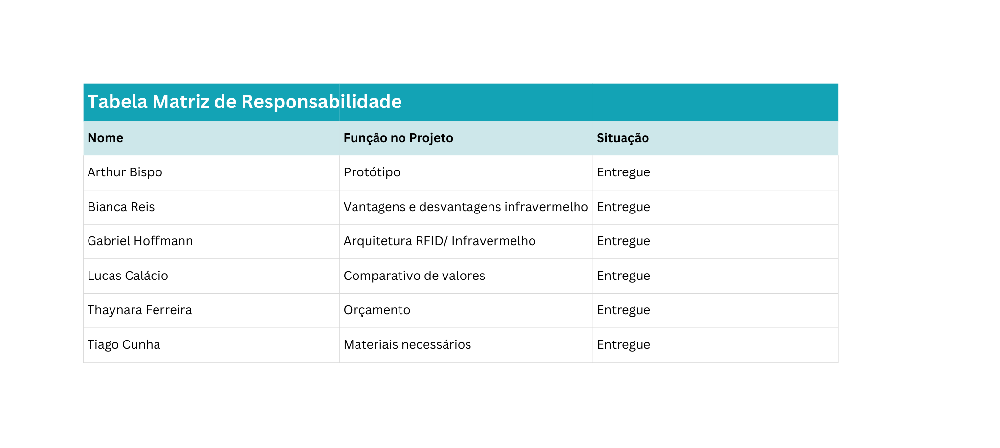 Tabela Matriz de Responsabilidade
Nome Função no Projeto Situação
Arthur Bispo Protótipo Entregue
Bianca Reis Vantagens e desvantagens infravermelho Entregue
Gabriel Hoffmann Arquitetura RFID/ Infravermelho Entregue
Lucas Calácio Comparativo de valores Entregue
Thaynara Ferreira Orçamento Entregue
Tiago Cunha Materiais necessários Entregue